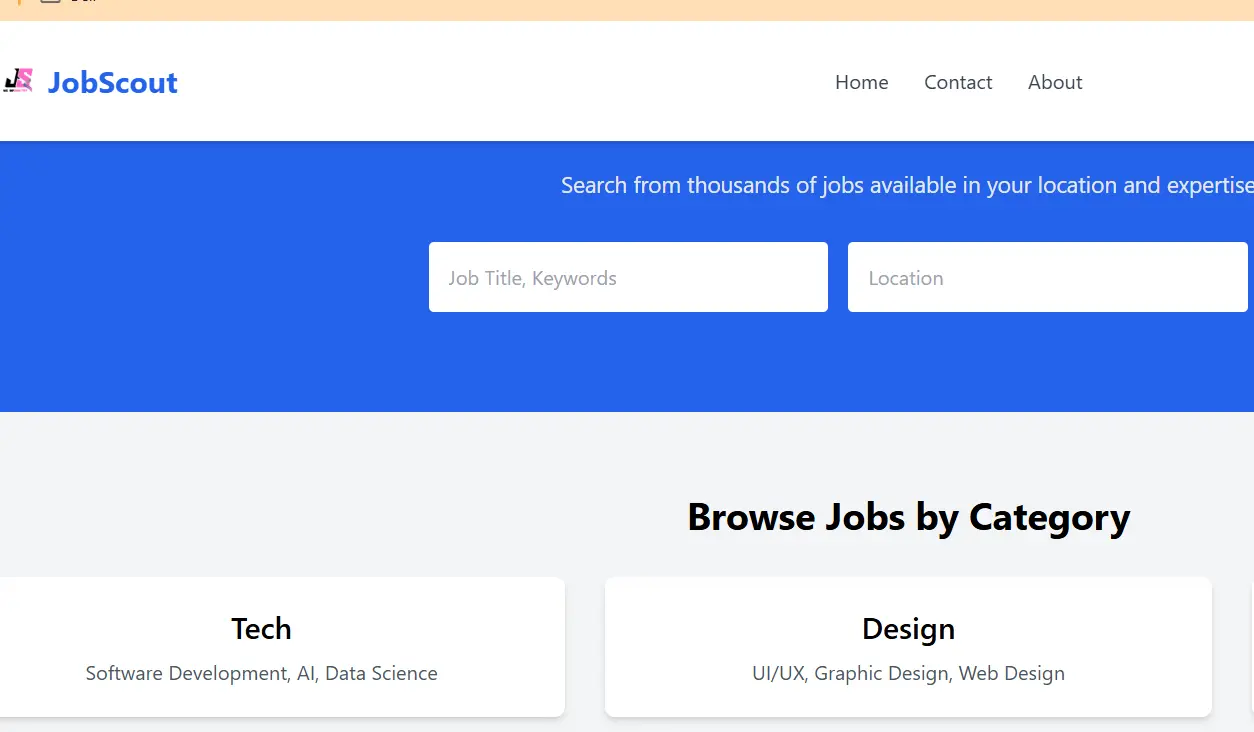 JobScout
Home Contact About
Search from thousands of jobs available in your location and expertise
Job Title, Keywords Location
Browse Jobs by Category
Tech Design
Software Development, AI, Data Science UI/UX, Graphic Design, Web Design